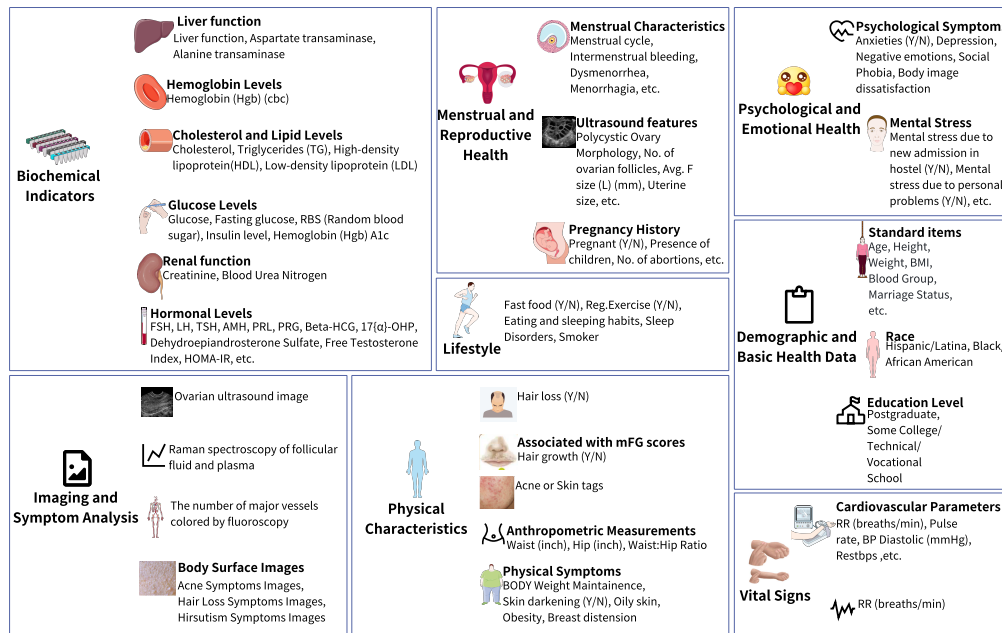 Biochemical
Indicators
Liver function
Liver function, Aspartate transaminase,
Alanine transaminase
Hemoglobin Levels
Hemoglobin (Hgb) (cbc)
Cholesterol and Lipid Levels
Cholesterol, Triglycerides (TG), High-density
lipoprotein(HDL), Low-density lipoprotein (LDL)
Glucose Levels
Glucose, Fasting glucose, RBS (Random blood
sugar), Insulin level, Hemoglobin (Hgb) A1c
Renal function
Creatinine, Blood Urea Nitrogen
Hormonal Levels
FSH, LH, TSH, AMH, PRL, PRG, Beta-HCG, 17{α}-OHP,
Dehydroepiandrosterone Sulfate, Free Testosterone
Index, HOMA-IR, etc.
Menstrual and
Reproductive
Health
Menstrual Characteristics
Menstrual cycle,
Intermenstrual bleeding,
Dysmenorrhea,
Menorrhagia, etc.
Ultrasound features
Polycystic Ovary
Morphology, No. of
ovarian follicles, Avg. F
size (L) (mm), Uterine
size, etc.
Pregnancy History
Pregnant (Y/N), Presence of
children, No. of abortions, etc.
Lifestyle
Fast food (Y/N), Reg.Exercise (Y/N),
Eating and sleeping habits, Sleep
Disorders, Smoker
Psychological and
Emotional Health
Psychological Symptom
Anxieties (Y/N), Depression,
Negative emotions, Social
Phobia, Body image
dissatisfaction
Mental Stress
Mental stress due to
new admission in
hostel (Y/N), Mental
stress due to personal
problems (Y/N), etc.
Demographic and
Basic Health Data
Standard items
Age, Height,
Weight, BMI,
Blood Group,
Marriage Status,
etc.
Race
Hispanic/Latina, Black,
African American
Education Level
Postgraduate,
Some College/
Technical/
Vocational
School
Imaging and
Symptom Analysis
Ovarian ultrasound image
Raman spectroscopy of follicular
fluid and plasma
The number of major vessels
colored by fluoroscopy
Body Surface Images
Acne Symptoms Images,
Hair Loss Symptoms Images,
Hirsutism Symptoms Images
Physical
Characteristics
Hair loss (Y/N)
Associated with mFG scores
Hair growth (Y/N)
Acne or Skin tags
Anthropometric Measurements
Waist (inch), Hip (inch), Waist:Hip Ratio
Physical Symptoms
BODY Weight Maintainence,
Skin darkening (Y/N), Oily skin,
Obesity, Breast distension
Vital Signs
Cardiovascular Parameters
RR (breaths/min), Pulse
rate, BP Diastolic (mmHg),
Restbps ,etc.
RR (breaths/min)